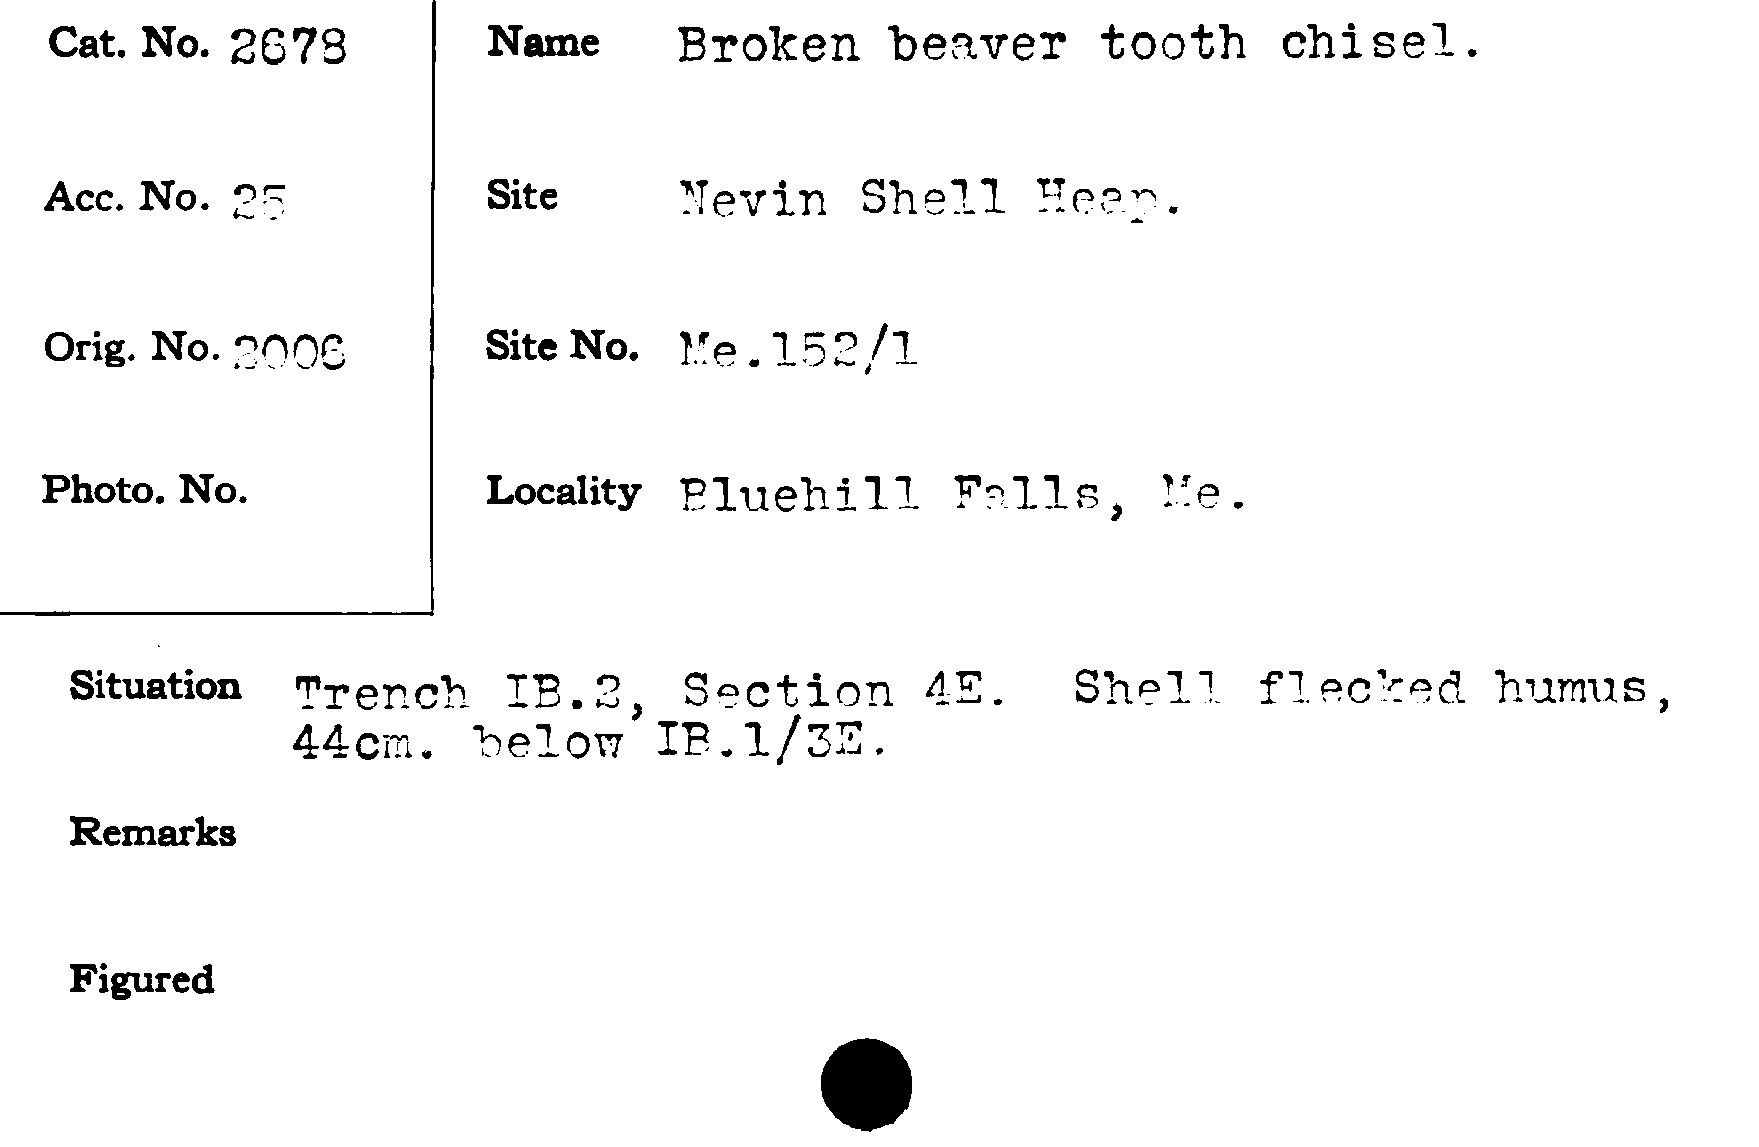 Cat. No. 2678
Name Broken beaver tooth chisel.
Acc. No. 25
Site Nevin Shell Heap.
Orig. No. 2006
Site No. Me.152/1
Photo. No.
Locality Bluehill Falls, Me.
Situation Trench IB.2, Section 4E. Shell flecked humus,
44cm. below IB.1/3E.
Remarks
Figured